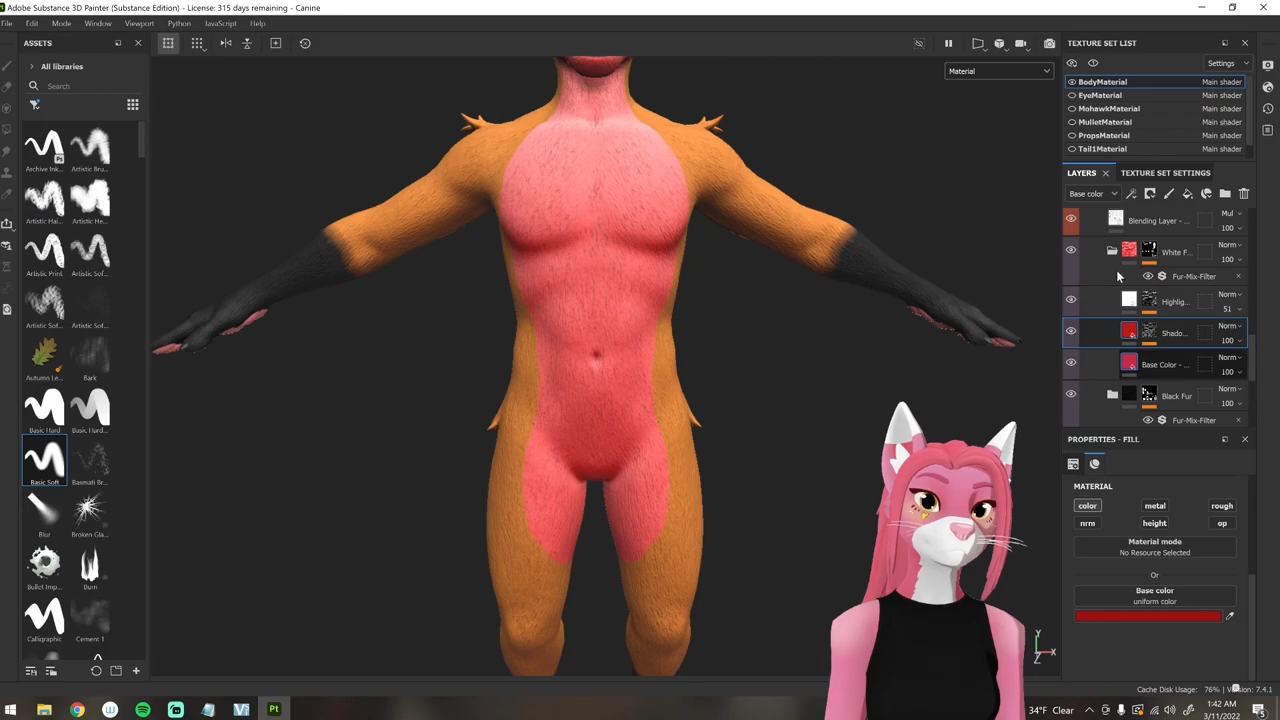 Adobe Substance 3D Painter (Substance Edition) - License: 315 days remaining - Canine
File Edit Mode Window Viewport Python JavaScript Help
ASSETS
All libraries
Search
Archive Ink...
Artistic Bru...
Artistic Hai...
Artistic He...
Artistic Print
Artistic Sof...
Artistic Sof...
Autumn Le...
Bark
Basic Hard
Basic Hard...
Basic Soft
Basmati Br...
Blur
Broken Gla...
Bullet Imp...
Burn
Calligraphic
Cement 1
Material
TEXTURE SET LIST
Settings
BodyMaterial Main shader
EyeMaterial Main shader
MohawkMaterial Main shader
MulletMaterial Main shader
PropsMaterial Main shader
Tail1Material Main shader
LAYERS TEXTURE SET SETTINGS
Base color
Blending Layer - ... Mul
100
White F... Norm
100
Fur-Mix-Filter
Highlig... Norm
51
Shado... Norm
100
Base Color - ... Norm
100
Black Fur Norm
100
Fur-Mix-Filter
PROPERTIES - FILL
MATERIAL
color metal rough
nrm height op
Material mode
No Resource Selected
Or
Base color
uniform color
Y
X
Z
Cache Disk Usage: 76% | Version: 7.4.1
34°F Clear
1:42 AM
3/11/2022
Pt